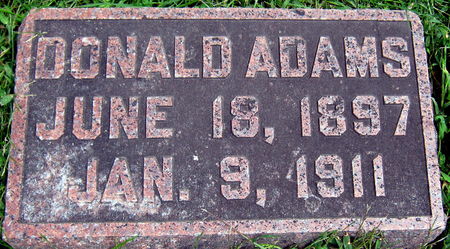 DONALD ADAMS
JUNE 18, 1897
JAN. 9, 1911